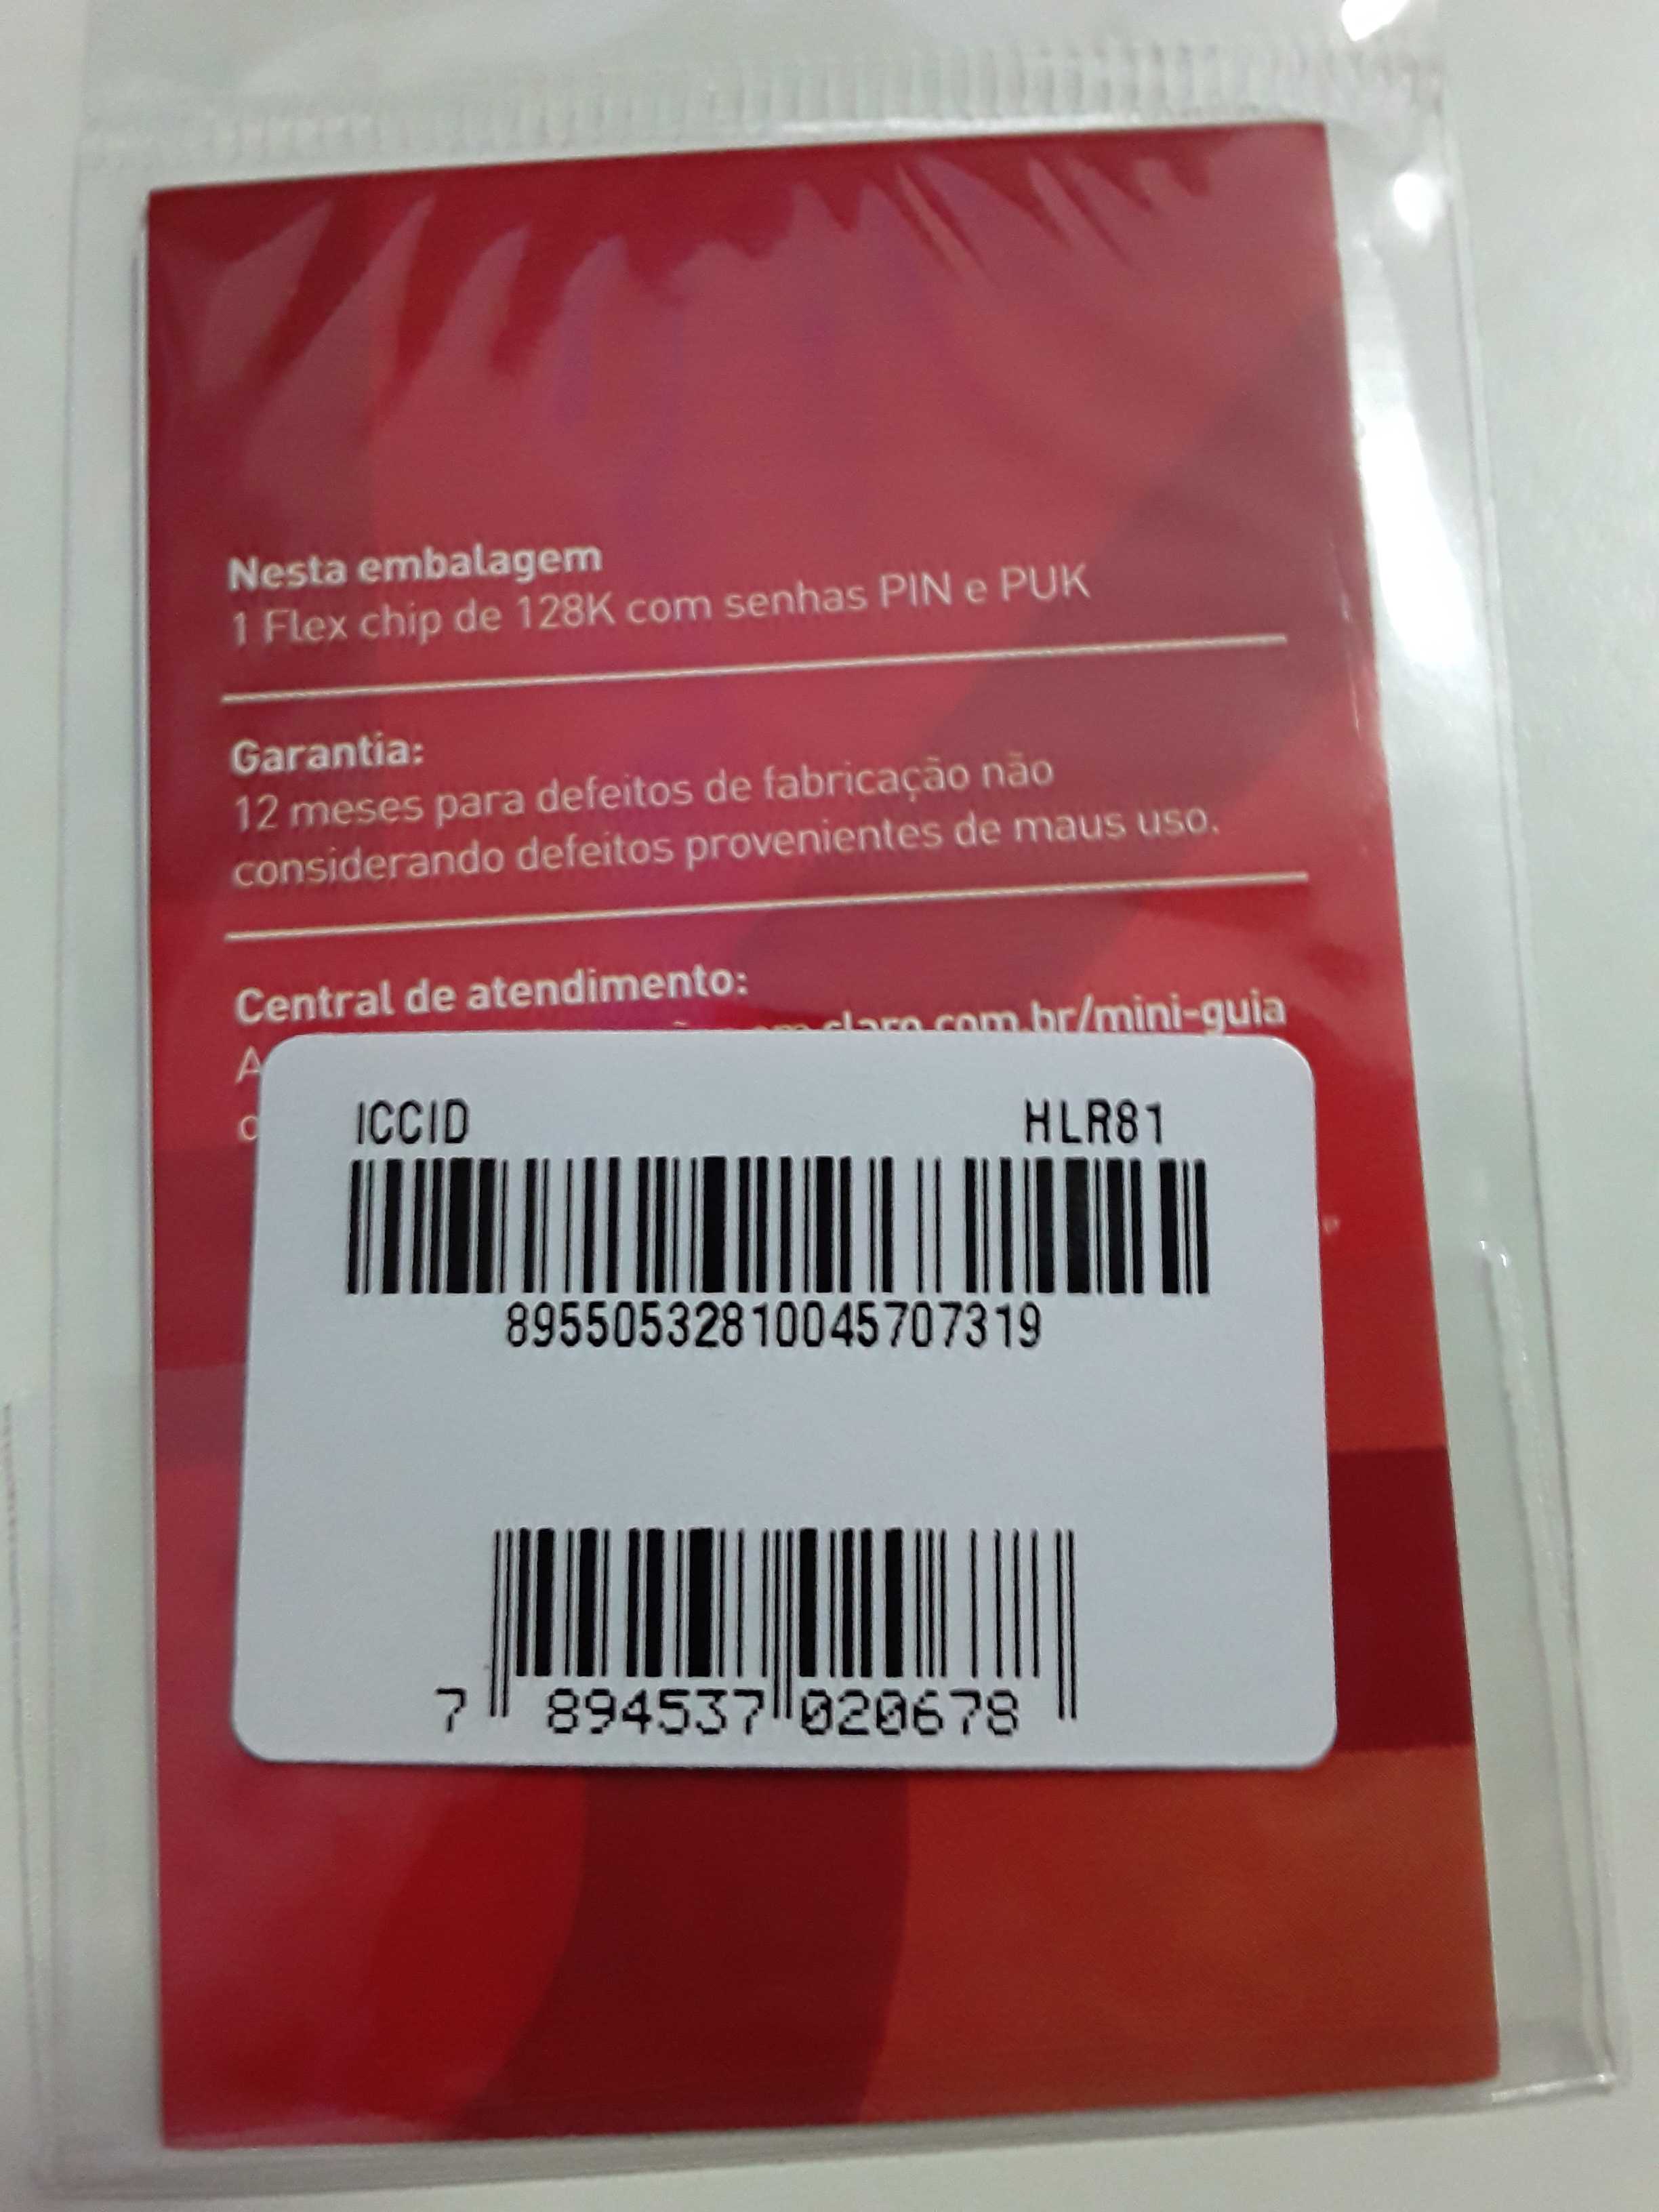 Nesta embalagem
1 Flex chip de 128K com senhas PIN e PUK
Garantia:
12 meses para defeitos de fabricação não
considerando defeitos provenientes de maus uso.
Central de atendimento:
claro.com.br/mini-guia
ICCID HLR81
89550532810045707319
7 894537 020678